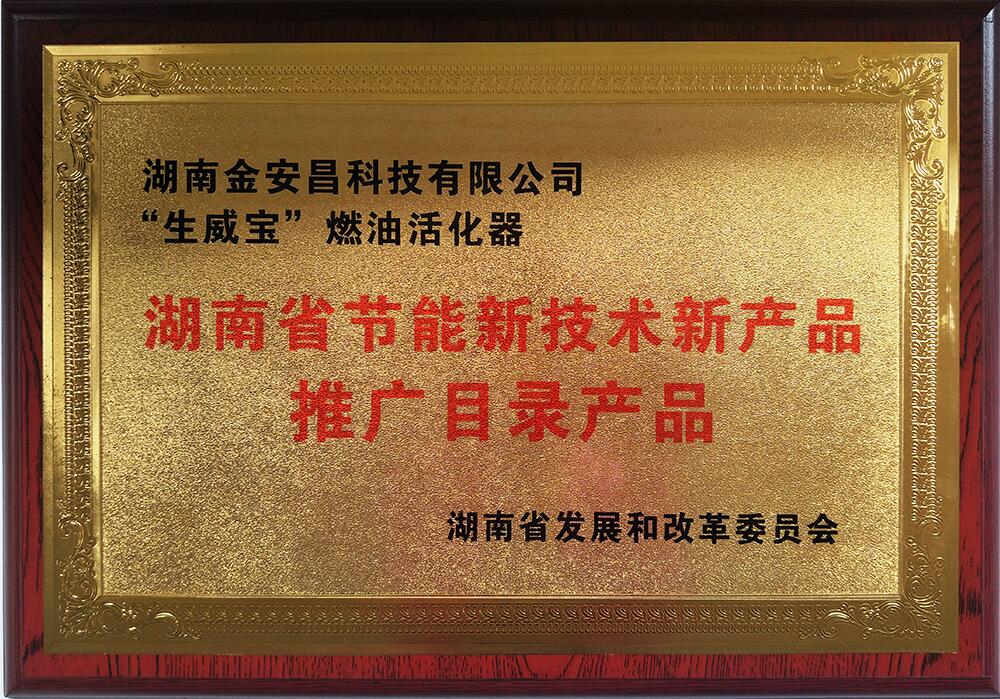 湖南金安昌科技有限公司
“生威宝”燃油活化器
湖南省节能新技术新产品
推广目录产品
湖南省发展和改革委员会